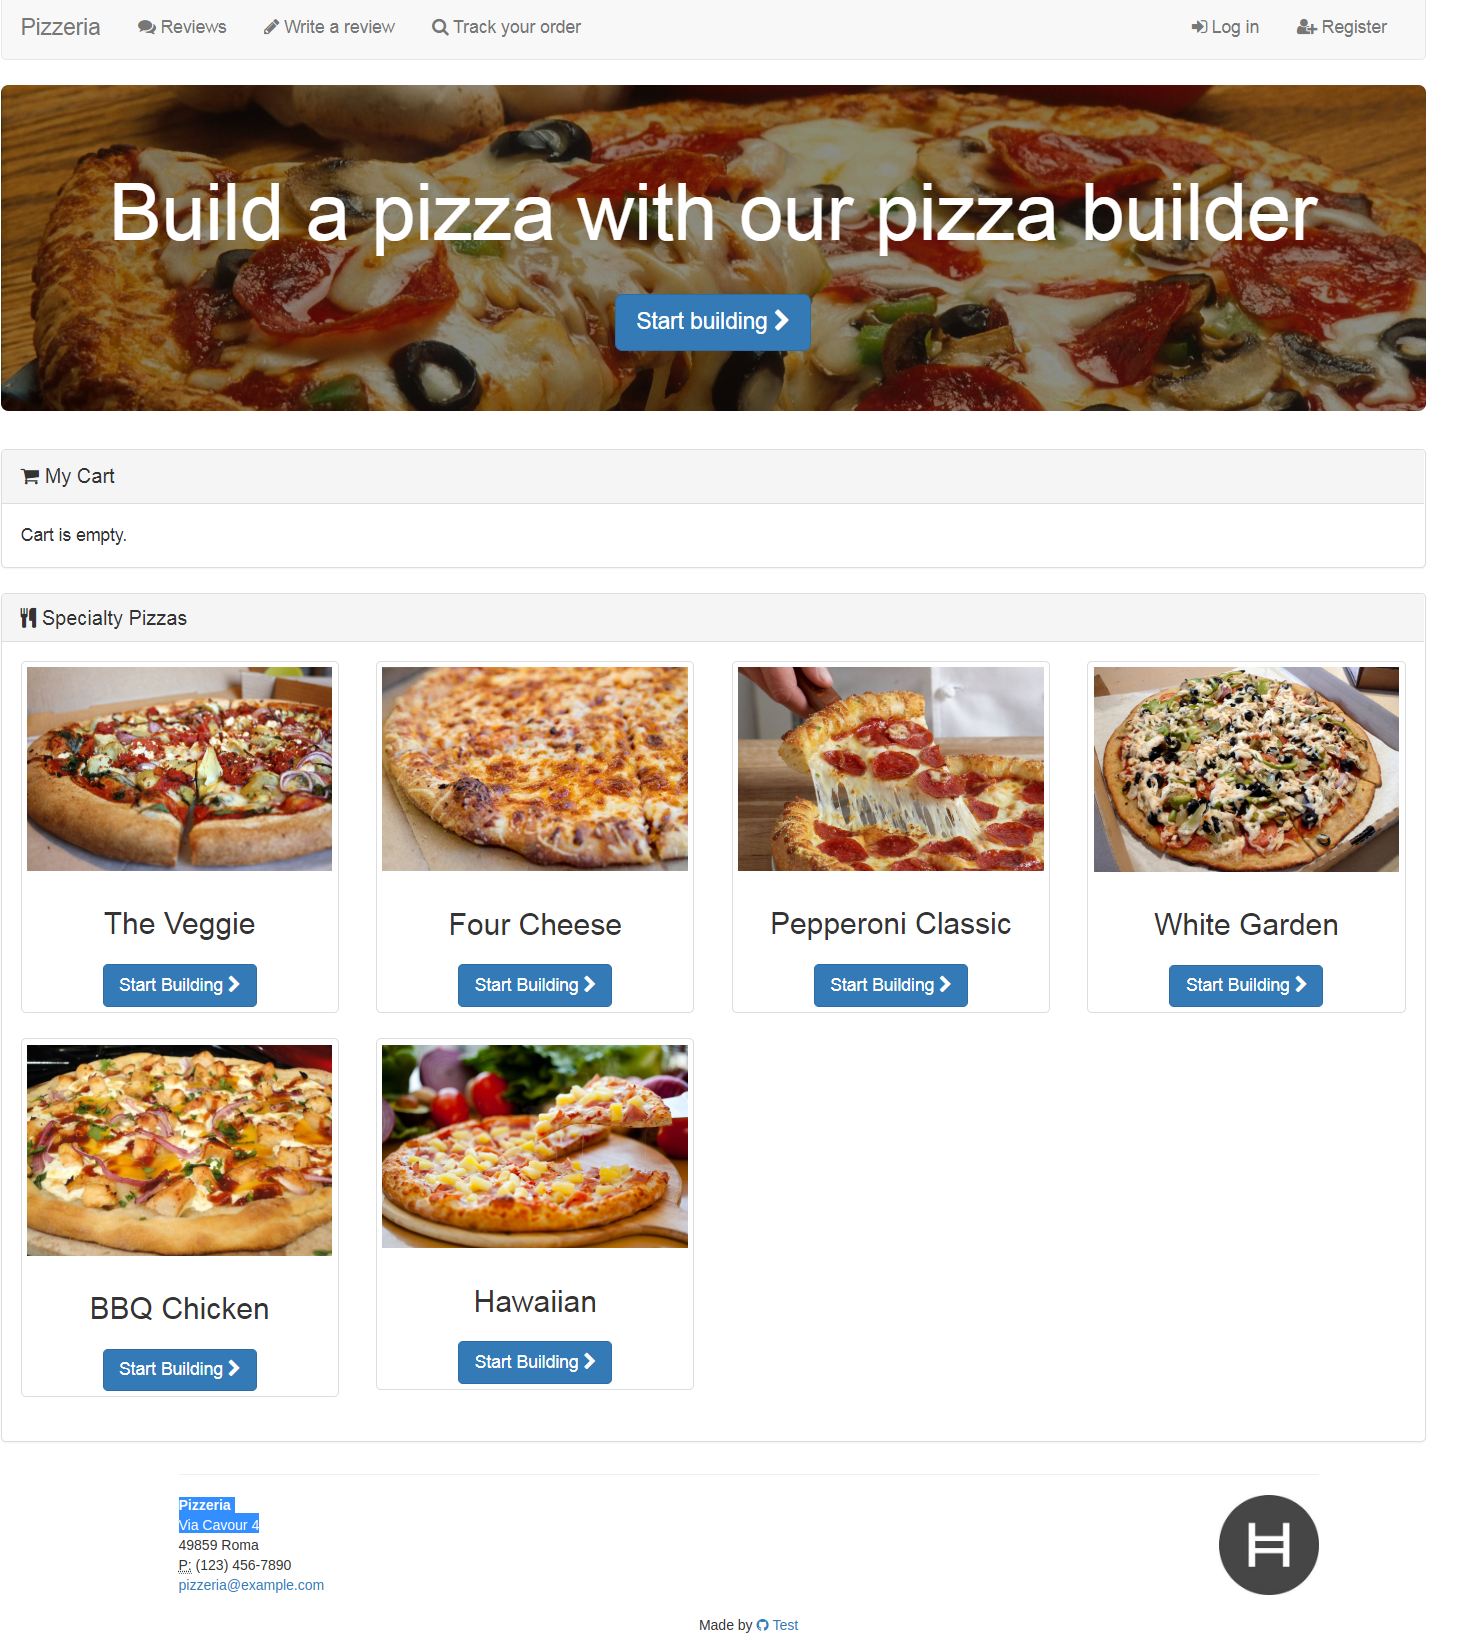 Pizzeria Reviews Write a review Track your order Log in Register
Build a pizza with our pizza builder
Start building
My Cart
Cart is empty.
Specialty Pizzas
The Veggie Four Cheese Pepperoni Classic White Garden
Start Building Start Building Start Building Start Building
BBQ Chicken Hawaiian
Start Building Start Building
Pizzeria
Via Cavour 4
49859 Roma
P: (123) 456-7890
pizzeria@example.com
H
Made by Test